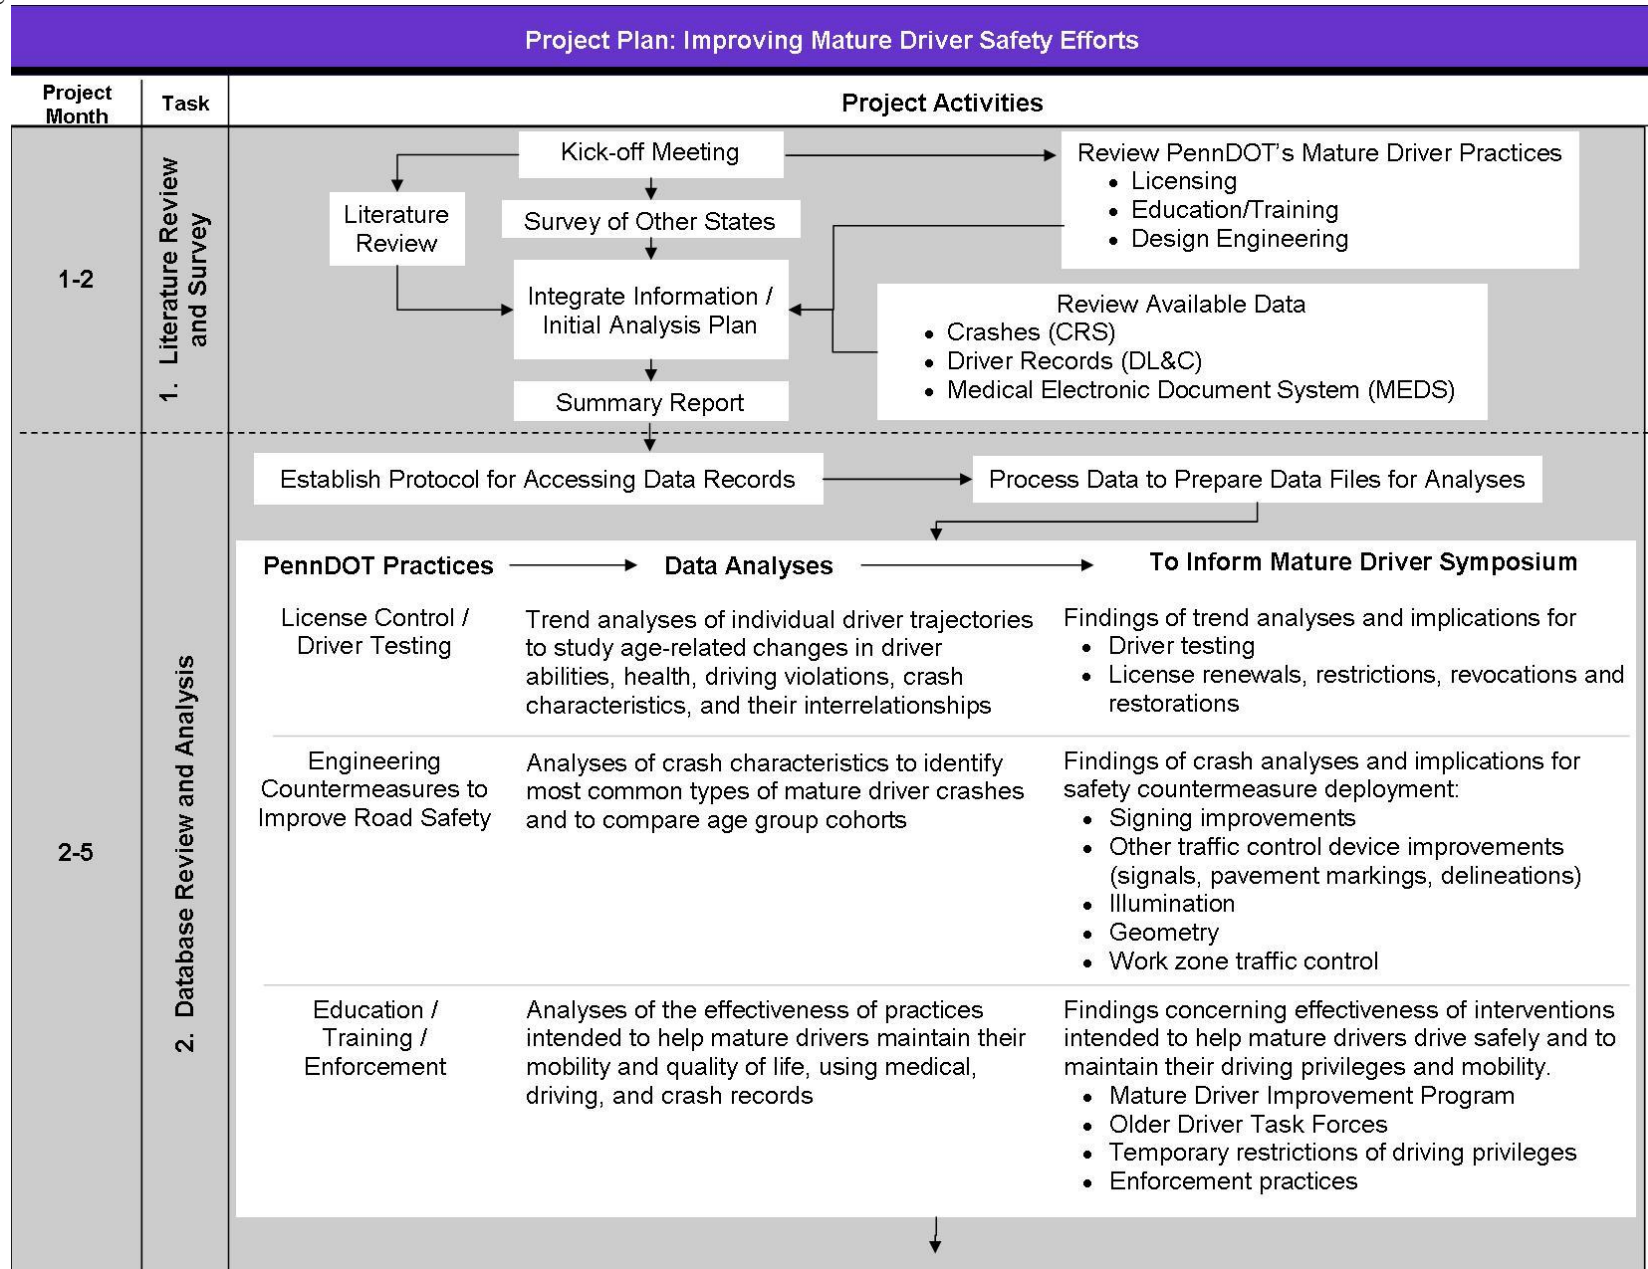 Project Plan: Improving Mature Driver Safety Efforts
Project
Month
Task
Project Activities
1-2
1. Literature Review
and Survey
Kick-off Meeting
Literature
Review
Survey of Other States
Review PennDOT’s Mature Driver Practices
• Licensing
• Education/Training
• Design Engineering
Integrate Information /
Initial Analysis Plan
Review Available Data
• Crashes (CRS)
• Driver Records (DL&C)
• Medical Electronic Document System (MEDS)
Summary Report
2-5
2. Database Review and Analysis
Establish Protocol for Accessing Data Records
Process Data to Prepare Data Files for Analyses
PennDOT Practices
Data Analyses
To Inform Mature Driver Symposium
License Control /
Driver Testing
Trend analyses of individual driver trajectories
to study age-related changes in driver
abilities, health, driving violations, crash
characteristics, and their interrelationships
Findings of trend analyses and implications for
• Driver testing
• License renewals, restrictions, revocations and
restorations
Engineering
Countermeasures to
Improve Road Safety
Analyses of crash characteristics to identify
most common types of mature driver crashes
and to compare age group cohorts
Findings of crash analyses and implications for
safety countermeasure deployment:
• Signing improvements
• Other traffic control device improvements
(signals, pavement markings, delineations)
• Illumination
• Geometry
• Work zone traffic control
Education /
Training /
Enforcement
Analyses of the effectiveness of practices
intended to help mature drivers maintain their
mobility and quality of life, using medical,
driving, and crash records
Findings concerning effectiveness of interventions
intended to help mature drivers drive safely and to
maintain their driving privileges and mobility.
• Mature Driver Improvement Program
• Older Driver Task Forces
• Temporary restrictions of driving privileges
• Enforcement practices